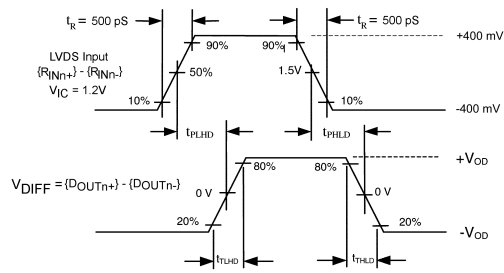 tR = 500 pS
tR = 500 pS
+400 mV
90%
90%
LVDS Input
{RINn+} - {RINn-}
VIC = 1.2V
50%
1.5V
10%
10%
-400 mV
tPLHD
tPHLD
+VOD
80%
80%
VDIFF = {DOUTn+} - {DOUTn-}
0 V
0 V
20%
20%
-VOD
tTLHD
tTHLD